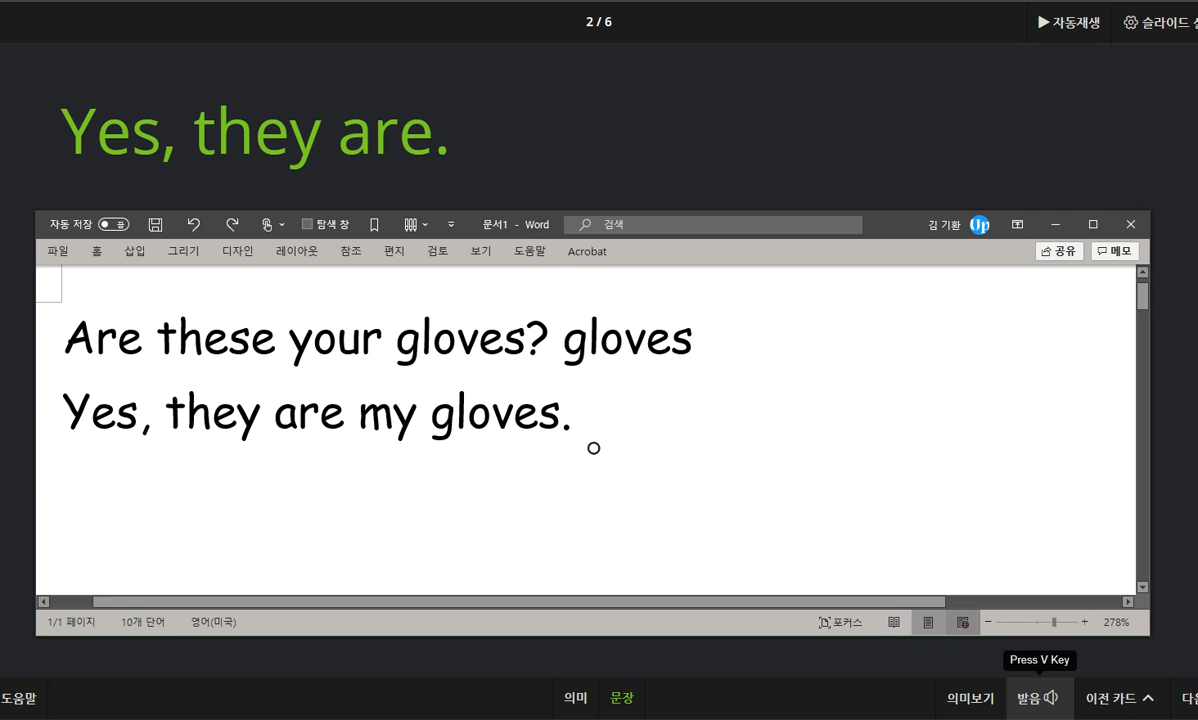 2 / 6
자동재생
슬라이드
Yes, they are.
자동 저장
끔
탐색 창
문서1 - Word
검색
김 기환
Up
파일 홈 삽입 그리기 디자인 레이아웃 참조 편지 검토 보기 도움말 Acrobat
공유
메모
Are these your gloves? gloves
Yes, they are my gloves.
1/1 페이지
10개 단어
영어(미국)
포커스
278%
Press V Key
도움말
의미
문장
의미보기
발음
이전 카드